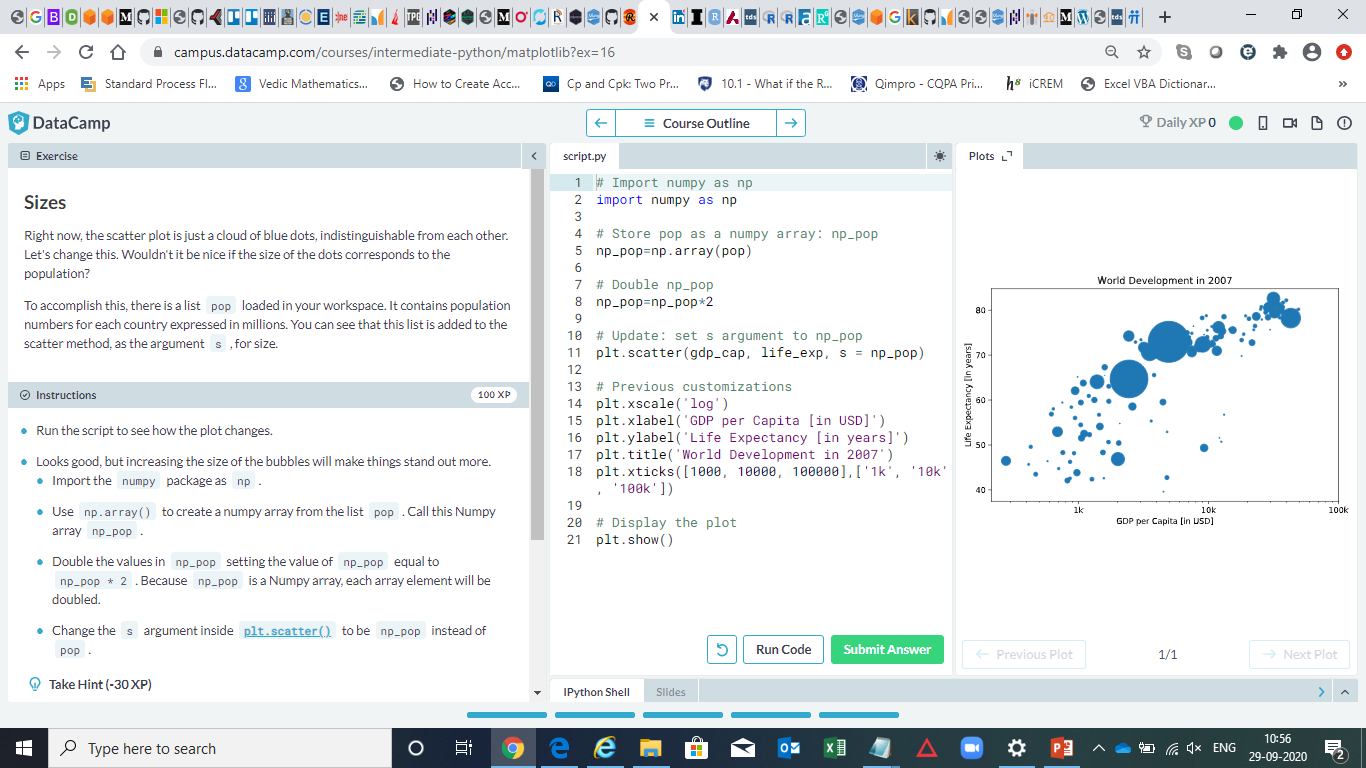 campus.datacamp.com/courses/intermediate-python/matplotlib?ex=16
Apps Standard Process Fl... Vedic Mathematics... How to Create Acc... Cp and Cpk: Two Pr... 10.1 - What if the R... Qimpro - CQPA Pri... iCREM Excel VBA Dictionar... »
DataCamp
Course Outline
Daily XP 0
Exercise
Sizes
Right now, the scatter plot is just a cloud of blue dots, indistinguishable from each other.
Let's change this. Wouldn't it be nice if the size of the dots corresponds to the
population?
To accomplish this, there is a list pop loaded in your workspace. It contains population
numbers for each country expressed in millions. You can see that this list is added to the
scatter method, as the argument s , for size.
Instructions
100 XP
Run the script to see how the plot changes.
Looks good, but increasing the size of the bubbles will make things stand out more.
Import the numpy package as np .
Use np.array() to create a numpy array from the list pop . Call this Numpy
array np_pop .
Double the values in np_pop setting the value of np_pop equal to
np_pop * 2 . Because np_pop is a Numpy array, each array element will be
doubled.
Change the s argument inside plt.scatter() to be np_pop instead of
pop .
Take Hint (-30 XP)
script.py
1 # Import numpy as np
2 import numpy as np
3
4 # Store pop as a numpy array: np_pop
5 np_pop=np.array(pop)
6
7 # Double np_pop
8 np_pop=np_pop*2
9
10 # Update: set s argument to np_pop
11 plt.scatter(gdp_cap, life_exp, s = np_pop)
12
13 # Previous customizations
14 plt.xscale('log')
15 plt.xlabel('GDP per Capita [in USD]')
16 plt.ylabel('Life Expectancy [in years]')
17 plt.title('World Development in 2007')
18 plt.xticks([1000, 10000, 100000],['1k', '10k'
, '100k'])
19
20 # Display the plot
21 plt.show()
Run Code
Submit Answer
IPython Shell
Slides
Plots
World Development in 2007
Life Expectancy [in years]
80
70
60
50
40
1k 10k 100k
GDP per Capita [in USD]
Previous Plot
1/1
Next Plot
Type here to search
ENG
10:56
29-09-2020
2